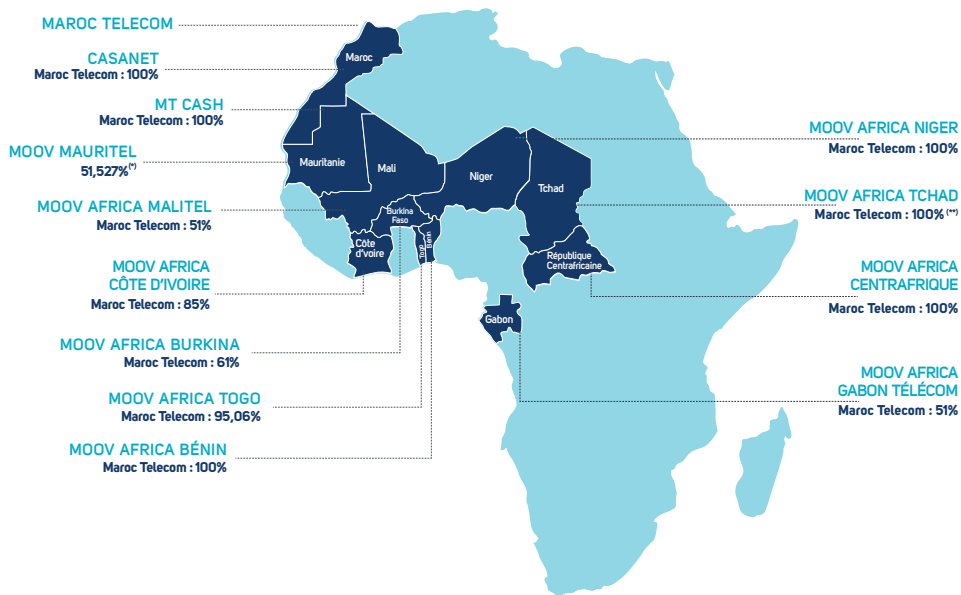 MAROC TELECOM
CASANET
Maroc Telecom : 100%
MT CASH
Maroc Telecom : 100%
MOOV MAURITEL
51,527%(*)
MOOV AFRICA MALITEL
Maroc Telecom : 51%
MOOV AFRICA
CÔTE D'IVOIRE
Maroc Telecom : 85%
MOOV AFRICA BURKINA
Maroc Telecom : 61%
MOOV AFRICA TOGO
Maroc Telecom : 95,06%
MOOV AFRICA BÉNIN
Maroc Telecom : 100%
Maroc
Mauritanie
Mali
Niger
Tchad
Burkina
Faso
Côte
d'Ivoire
Togo
Bénin
République
Centrafricaine
Gabon
MOOV AFRICA NIGER
Maroc Telecom : 100%
MOOV AFRICA TCHAD
Maroc Telecom : 100% (**)
MOOV AFRICA
CENTRAFRIQUE
Maroc Telecom : 100%
MOOV AFRICA
GABON TÉLÉCOM
Maroc Telecom : 51%